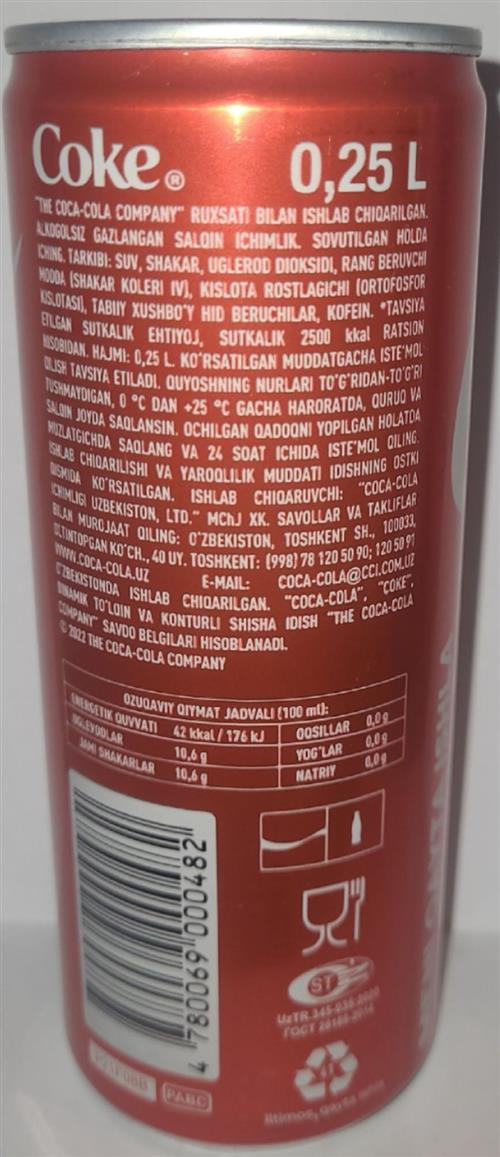 Coke®
0,25 L
"THE COCA-COLA COMPANY" RUXSATI BILAN ISHLAB CHIQARILGAN.
ALKOGOLSIZ GAZLANGAN SALQIN ICHIMLIK. SOVUTILGAN HOLDA
ICHING. TARKIBI: SUV, SHAKAR, UGLEROD DIOKSIDI, RANG BERUVCHI
MODDA (SHAKAR KOLERI IV), KISLOTA ROSTLAGICHI (ORTOFOSFOR
KISLOTASI), TABIIY XUSHBO'Y HID BERUCHILAR, KOFEIN. *TAVSIYA
ETILGAN SUTKALIK EHTIYOJ, SUTKALIK 2500 kkal RATSION
HISOBIDAN. HAJMI: 0,25 L. KO'RSATILGAN MUDDATGACHA ISTE'MOL
QILISH TAVSIYA ETILADI. QUYOSHNING NURLARI TO'G'RIDAN-TO'G'RI
TUSHMAYDIGAN, 0 °C DAN +25 °C GACHA HARORATDA, QURUQ VA
SALQIN JOYDA SAQLANSIN. OCHILGAN QADOQNI YOPILGAN HOLATDA
MUZLATGICHDA SAQLANG VA 24 SOAT ICHIDA ISTE'MOL QILING.
ISHLAB CHIQARILISHI VA YAROQLILIK MUDDATI IDISHNING OSTKI
QISMIDA KO'RSATILGAN. ISHLAB CHIQARUVCHI: "COCA-COLA
ICHIMLIGI UZBEKISTON, LTD." MChJ XK. SAVOLLAR VA TAKLIFLAR
BILAN MUROJAAT QILING: O'ZBEKISTON, TOSHKENT SH., 100033,
OLTINTOPGAN KO'CH., 40 UY. TOSHKENT: (998) 78 120 50 90; 120 50 91
WWW.COCA-COLA.UZ E-MAIL: COCA-COLA@CCI.COM.UZ
O'ZBEKISTONDA ISHLAB CHIQARILGAN. "COCA-COLA", "COKE",
DINAMIK TO'LQIN VA KONTURLI SHISHA IDISH "THE COCA-COLA
COMPANY" SAVDO BELGILARI HISOBLANADI.
© 2022 THE COCA-COLA COMPANY
OZUQAVIY QIYMAT JADVALI (100 ml):
ENERGETIK QUVVATI 42 kkal / 176 kJ OQSILLAR 0,0 g
UGLEVODLAR 10,6 g YOG'LAR 0,0 g
JAMI SHAKARLAR 10,6 g NATRIY 0,0 g
4 780069 000482
ST
UzTR.345-035:2020
ГОСТ 28188-2014
41
PABC
Iltimos, qayta